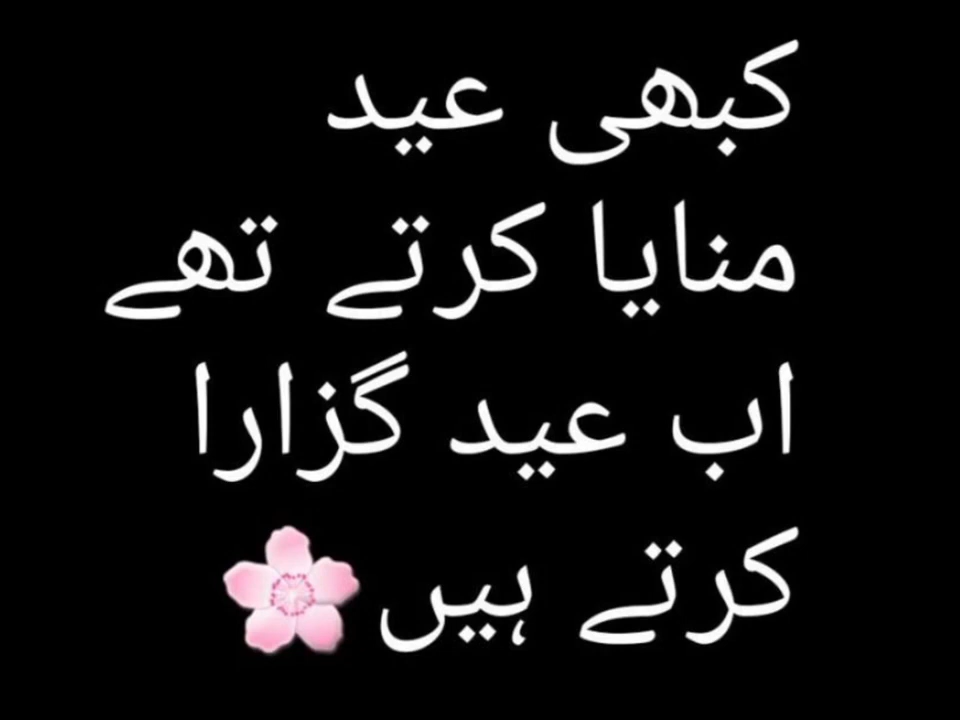 کبھی عید
منایا کرتے تھے
اب عید گزارا
کرتے ہیں🌸